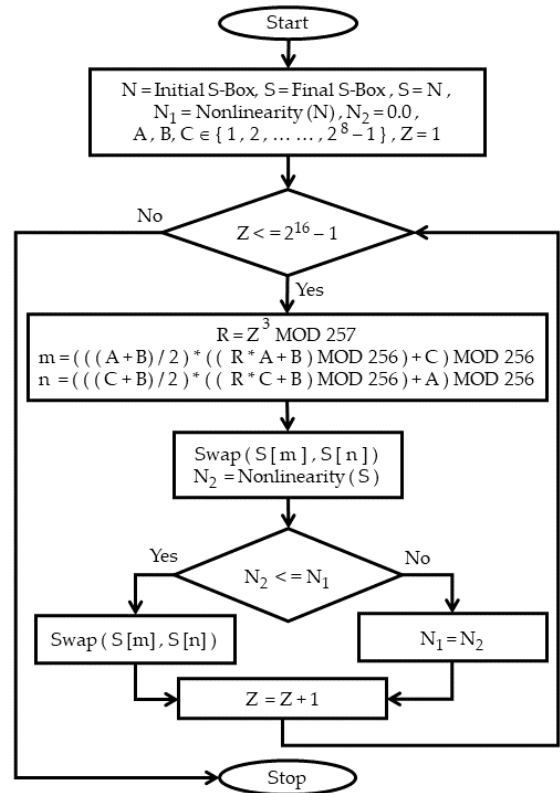 Start
N = Initial S-Box, S = Final S-Box , S = N ,
N₁ = Nonlinearity (N) , N₂ = 0.0 ,
A , B, C ∈ { 1 , 2 , … … , 2⁸ – 1 } , Z = 1
No
Z < = 2¹⁶ – 1
Yes
R = Z³ MOD 257
m = ( ( ( A + B ) / 2 ) * ( ( R * A + B ) MOD 256 ) + C ) MOD 256
n = ( ( ( C + B ) / 2 ) * ( ( R * C + B ) MOD 256 ) + A ) MOD 256
Swap ( S [ m ] , S [ n ] )
N₂ = Nonlinearity ( S )
Yes
No
N₂ < = N₁
Swap ( S [m] , S [n] )
N₁ = N₂
Z = Z + 1
Stop